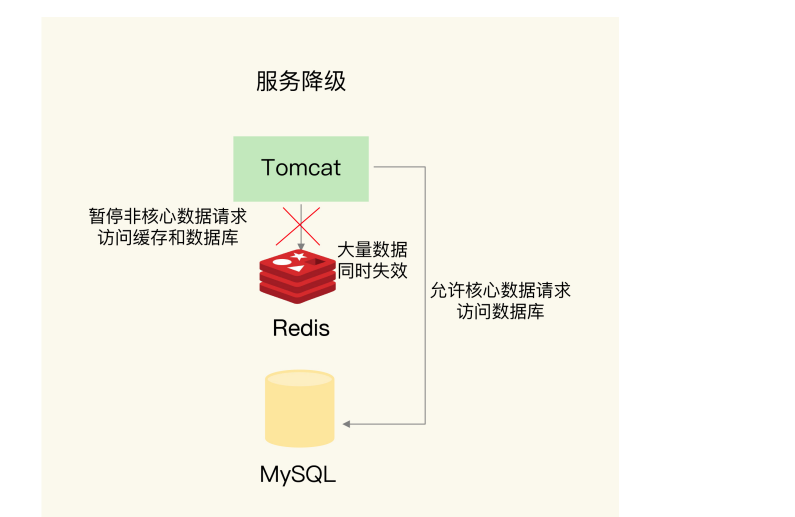 服务降级
Tomcat
暂停非核心数据请求
访问缓存和数据库
大量数据
同时失效
允许核心数据请求
访问数据库
Redis
MySQL